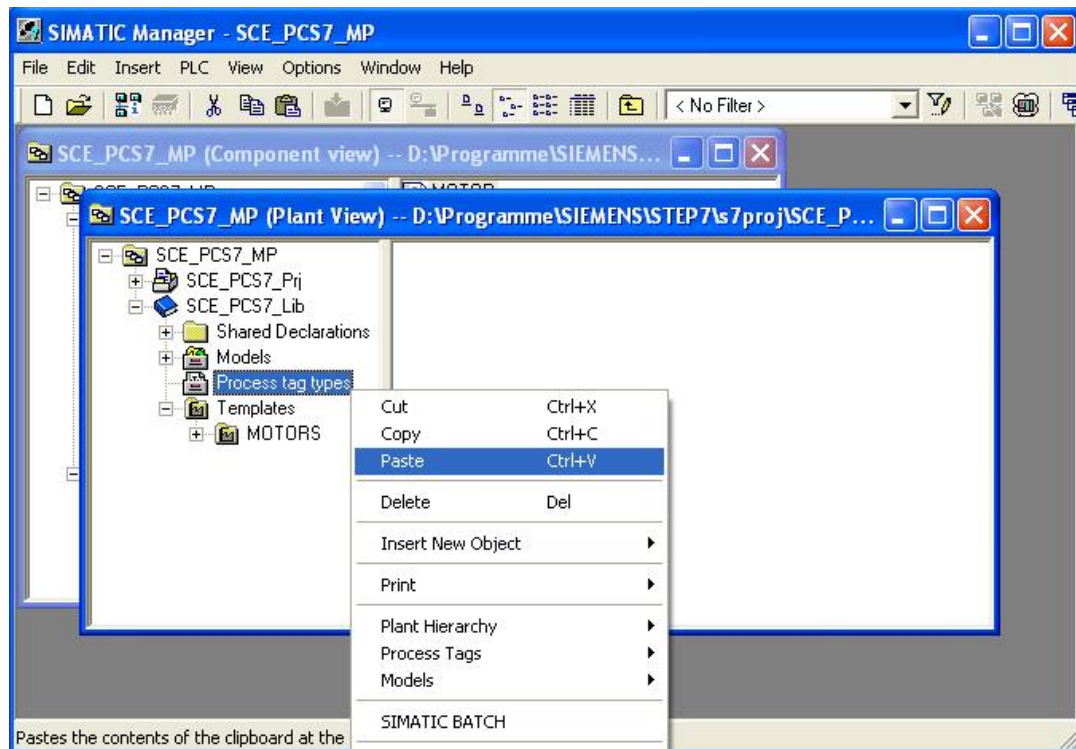 SIMATIC Manager - SCE_PCS7_MP
File Edit Insert PLC View Options Window Help
< No Filter >
SCE_PCS7_MP (Component view) -- D:\Programme\SIEMENS...
SCE_PCS7_MP (Plant View) -- D:\Programme\SIEMENS\STEP7\s7proj\SCE_P...
SCE_PCS7_MP
SCE_PCS7_Prj
SCE_PCS7_Lib
Shared Declarations
Models
Process tag types
Templates
MOTORS
Cut Ctrl+X
Copy Ctrl+C
Paste Ctrl+V
Delete Del
Insert New Object
Print
Plant Hierarchy
Process Tags
Models
SIMATIC BATCH
Pastes the contents of the clipboard at the